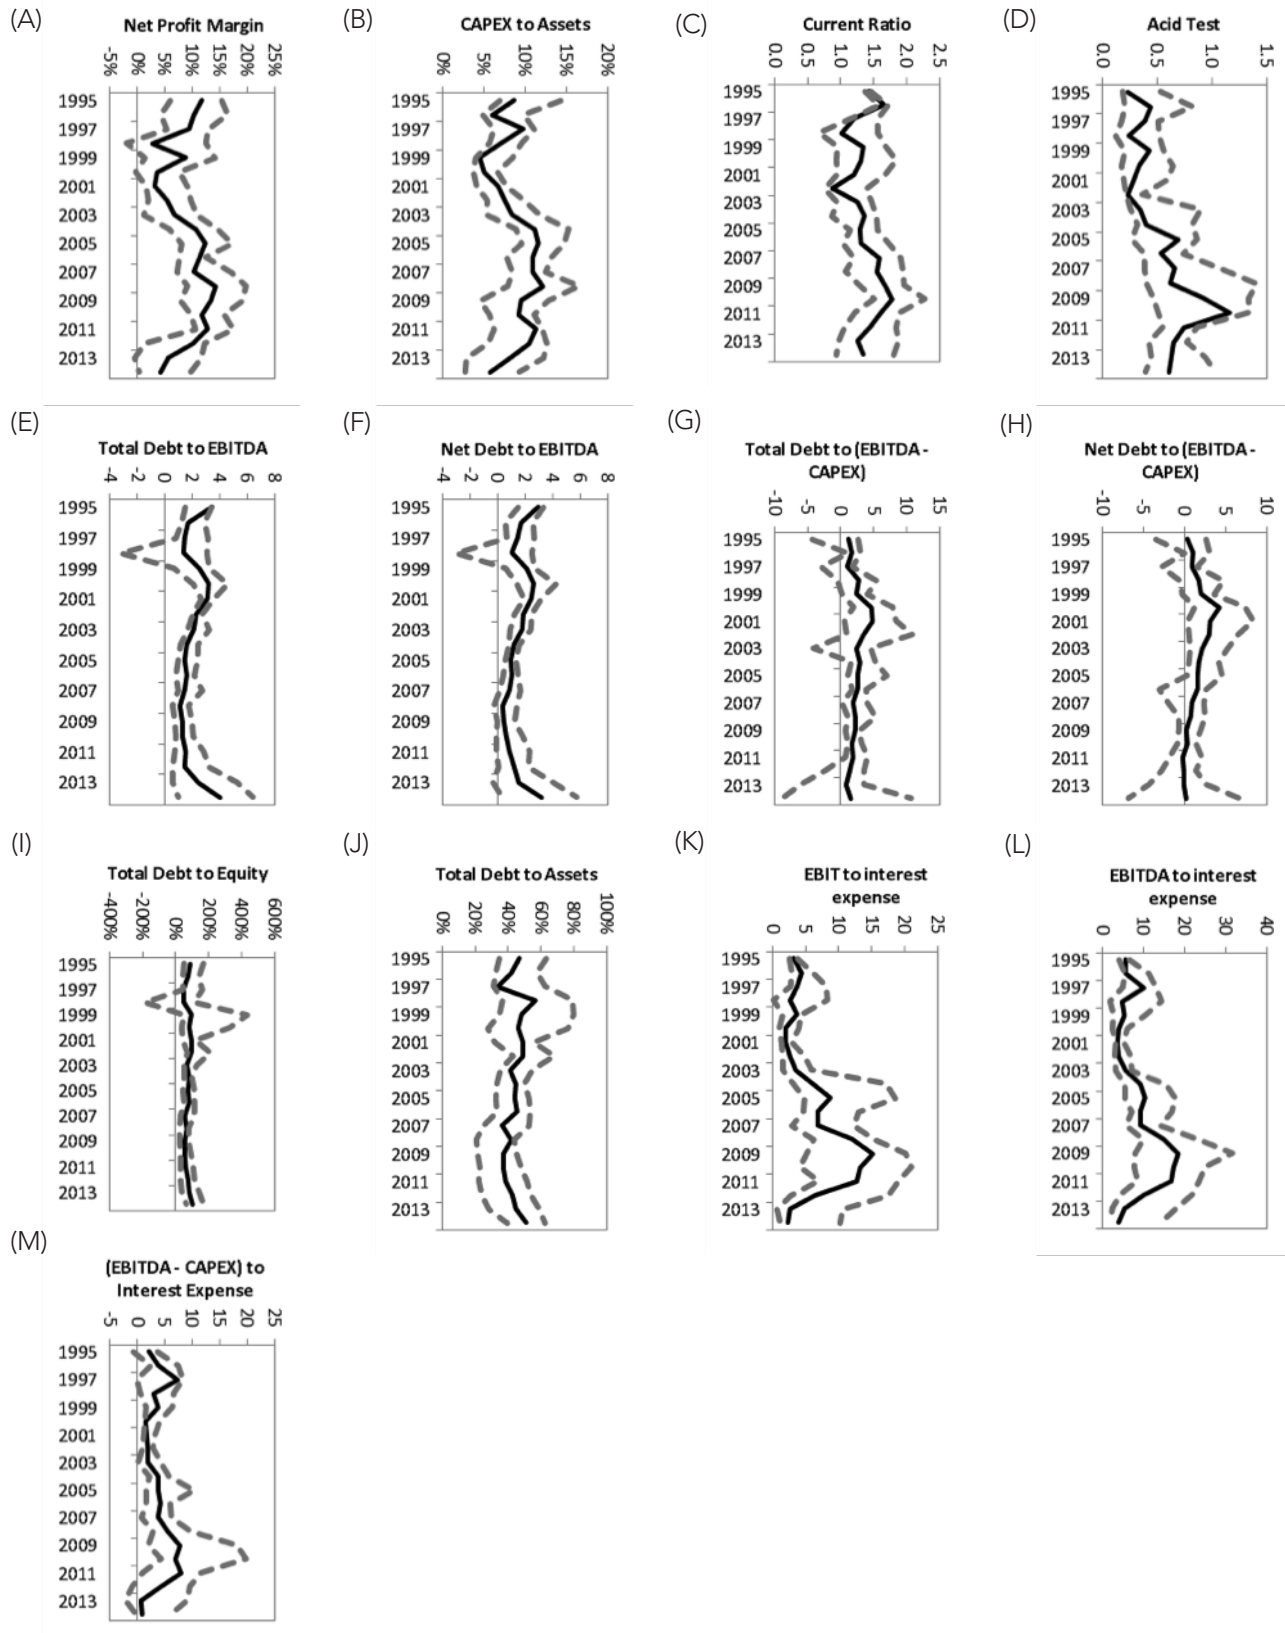 (A)
Net Profit Margin
-5% 0% 5% 10% 15% 20% 25%
1995
1997
1999
2001
2003
2005
2007
2009
2011
2013
(B)
CAPEX to Assets
0% 5% 10% 15% 20%
1995
1997
1999
2001
2003
2005
2007
2009
2011
2013
(C)
Current Ratio
0.0 0.5 1.0 1.5 2.0 2.5
1995
1997
1999
2001
2003
2005
2007
2009
2011
2013
(D)
Acid Test
0.0 0.5 1.0 1.5
1995
1997
1999
2001
2003
2005
2007
2009
2011
2013
(E)
Total Debt to EBITDA
-4 -2 0 2 4 6 8
1995
1997
1999
2001
2003
2005
2007
2009
2011
2013
(F)
Net Debt to EBITDA
-4 -2 0 2 4 6 8
1995
1997
1999
2001
2003
2005
2007
2009
2011
2013
(G)
Total Debt to (EBITDA -
CAPEX)
-10 -5 0 5 10 15
1995
1997
1999
2001
2003
2005
2007
2009
2011
2013
(H)
Net Debt to (EBITDA -
CAPEX)
-10 -5 0 5 10
1995
1997
1999
2001
2003
2005
2007
2009
2011
2013
(I)
Total Debt to Equity
-400% -200% 0% 200% 400% 600%
1995
1997
1999
2001
2003
2005
2007
2009
2011
2013
(J)
Total Debt to Assets
0% 20% 40% 60% 80% 100%
1995
1997
1999
2001
2003
2005
2007
2009
2011
2013
(K)
EBIT to interest
expense
0 5 10 15 20 25
1995
1997
1999
2001
2003
2005
2007
2009
2011
2013
(L)
EBITDA to interest
expense
0 10 20 30 40
1995
1997
1999
2001
2003
2005
2007
2009
2011
2013
(M)
(EBITDA - CAPEX) to
Interest Expense
-5 0 5 10 15 20 25
1995
1997
1999
2001
2003
2005
2007
2009
2011
2013